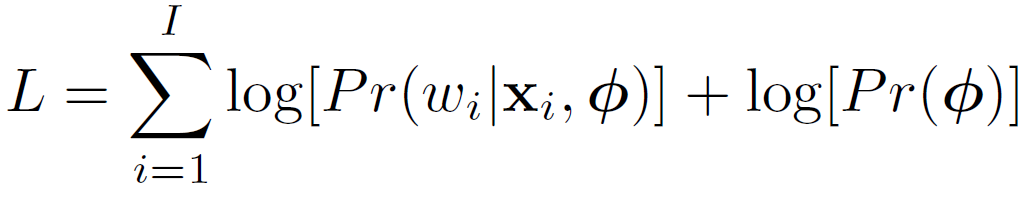 L = \sum_{i=1}^{I} \log[Pr(w_i|\mathbf{x}_i, \boldsymbol{\phi})] + \log[Pr(\boldsymbol{\phi})]